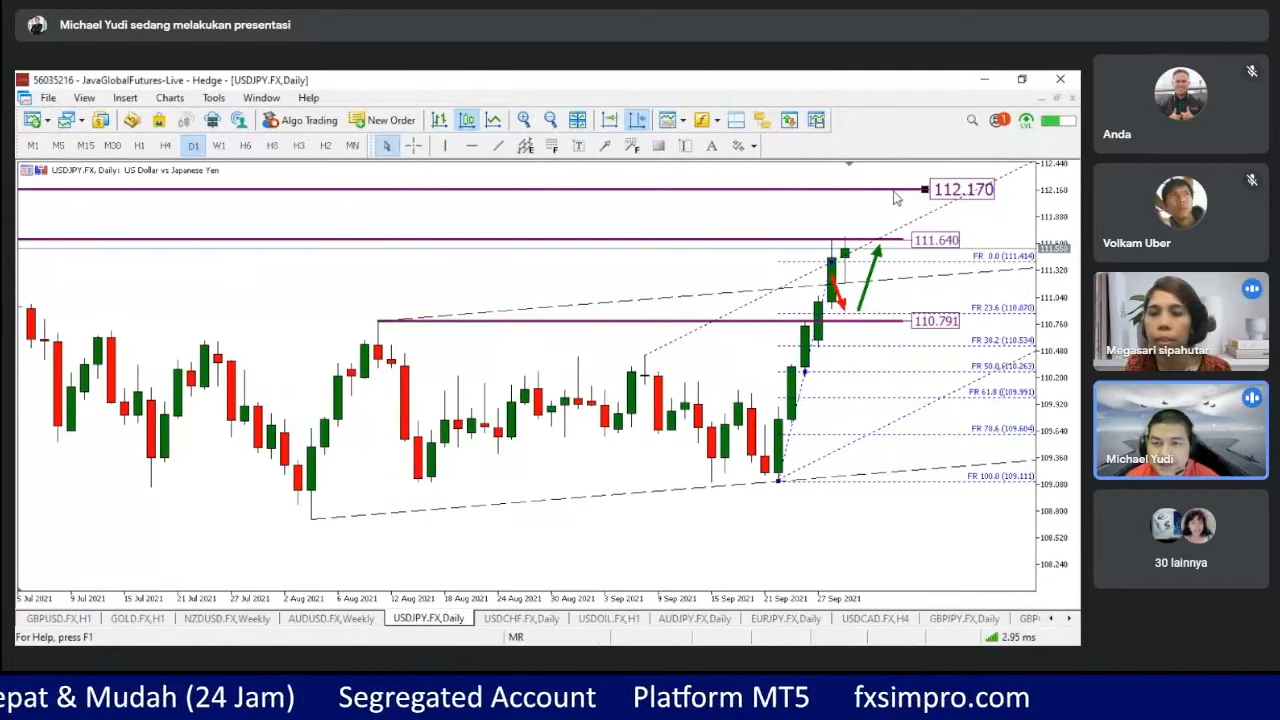 Michael Yudi sedang melakukan presentasi
56035216 - JavaGlobalFutures-Live - Hedge - [USDJPY.FX,Daily]
File View Insert Charts Tools Window Help
Algo Trading New Order
1
LVL
M1 M5 M15 M30 H1 H4 D1 W1 H6 H8 H3 H2 MN
A
USDJPY.FX, Daily: US Dollar vs Japanese Yen
112.440
112.170
112.160
111.880
111.640
FR 0.0 (111.414)
111.320
111.040
FR 23.6 (110.870)
110.791
110.760
FR 38.2 (110.534)
110.480
FR 50.0 (110.263)
110.200
FR 61.8 (109.991)
109.920
FR 78.6 (109.604)
109.640
109.360
FR 100.0 (109.111)
109.080
108.800
108.520
108.240
5 Jul 2021 9 Jul 2021 15 Jul 2021 21 Jul 2021 27 Jul 2021 2 Aug 2021 6 Aug 2021 12 Aug 2021 18 Aug 2021 24 Aug 2021 30 Aug 2021 3 Sep 2021 9 Sep 2021 15 Sep 2021 21 Sep 2021 27 Sep 2021
GBPUSD.FX,H1 GOLD.FX,H1 NZDUSD.FX,Weekly AUDUSD.FX,Weekly USDJPY.FX,Daily USDCHF.FX,Daily USDOIL.FX,H1 AUDJPY.FX,Daily EURJPY.FX,Daily USDCAD.FX,H4 GBPJPY.FX,Daily
For Help, press F1 MR 2.95 ms
Anda
Volkam Uber
Megasari sipahutar
Michael Yudi
30 lainnya
epat & Mudah (24 Jam) Segregated Account Platform MT5 fxsimpro.com